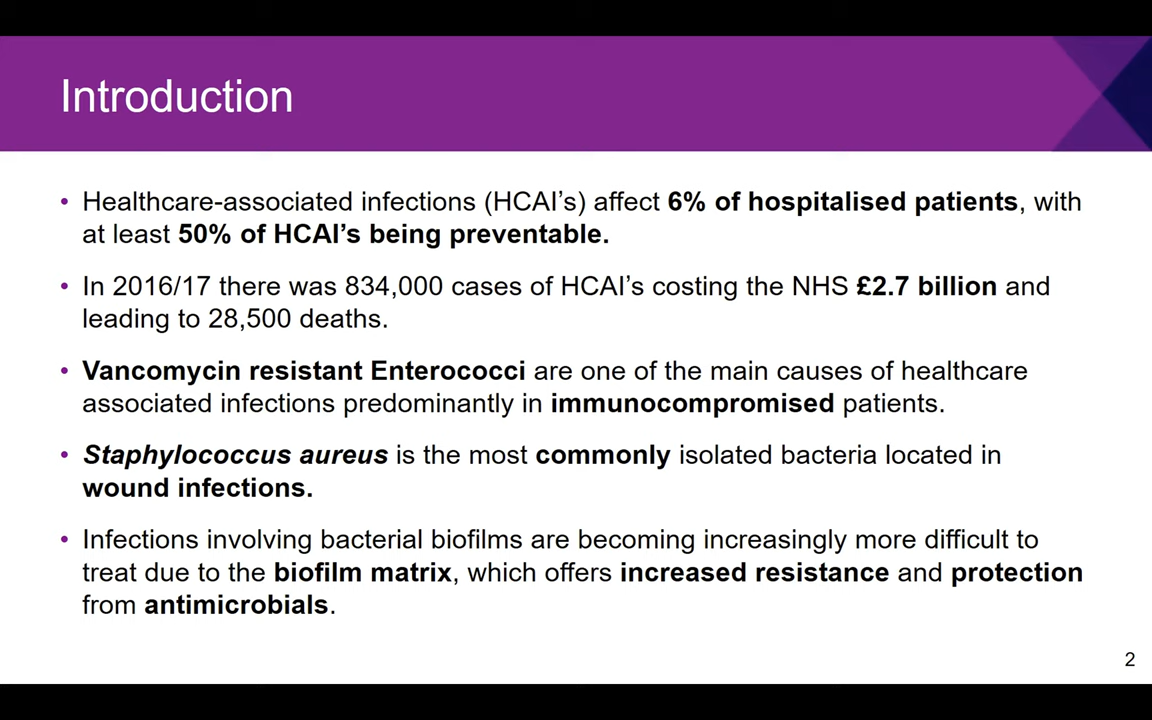 Introduction
• Healthcare-associated infections (HCAI’s) affect 6% of hospitalised patients, with
at least 50% of HCAI’s being preventable.
• In 2016/17 there was 834,000 cases of HCAI’s costing the NHS £2.7 billion and
leading to 28,500 deaths.
• Vancomycin resistant Enterococci are one of the main causes of healthcare
associated infections predominantly in immunocompromised patients.
• Staphylococcus aureus is the most commonly isolated bacteria located in
wound infections.
• Infections involving bacterial biofilms are becoming increasingly more difficult to
treat due to the biofilm matrix, which offers increased resistance and protection
from antimicrobials.
2